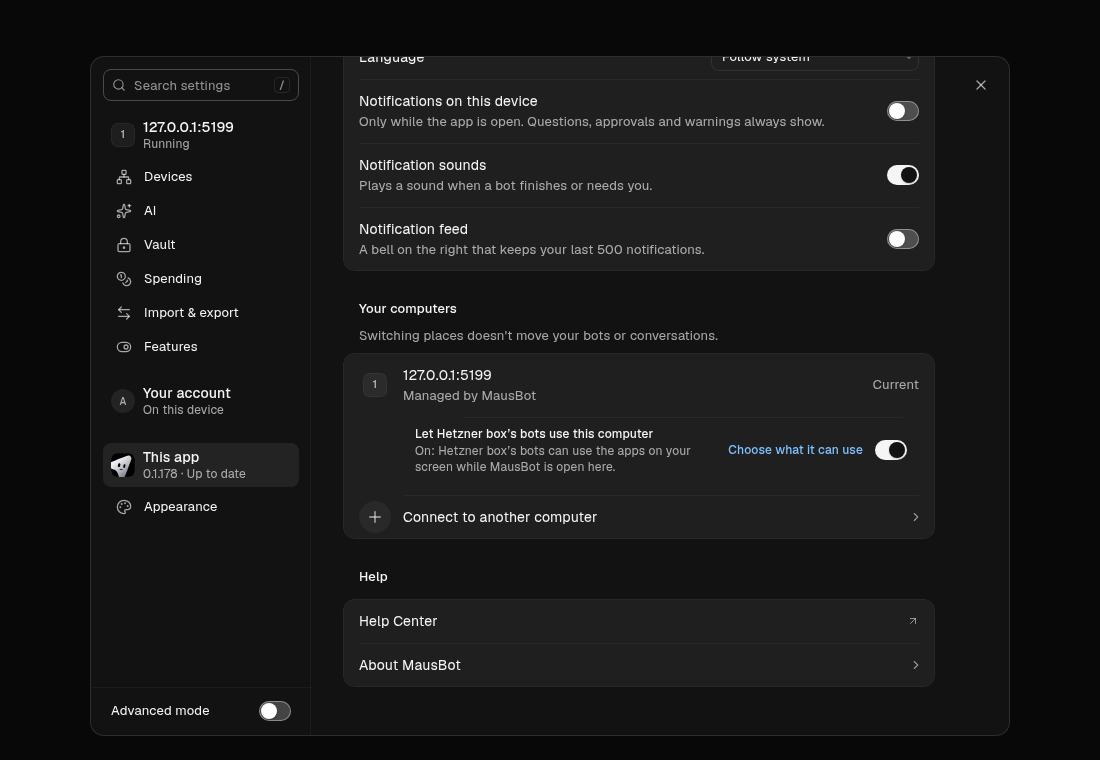 Search settings
/
1
127.0.0.1:5199
Running
Devices
AI
Vault
Spending
Import & export
Features
A
Your account
On this device
This app
0.1.178 · Up to date
Appearance
Advanced mode
Language
Follow system
Notifications on this device
Only while the app is open. Questions, approvals and warnings always show.
Notification sounds
Plays a sound when a bot finishes or needs you.
Notification feed
A bell on the right that keeps your last 500 notifications.
Your computers
Switching places doesn't move your bots or conversations.
1
127.0.0.1:5199
Managed by MausBot
Current
Let Hetzner box's bots use this computer
On: Hetzner box's bots can use the apps on your
screen while MausBot is open here.
Choose what it can use
Connect to another computer
Help
Help Center
About MausBot